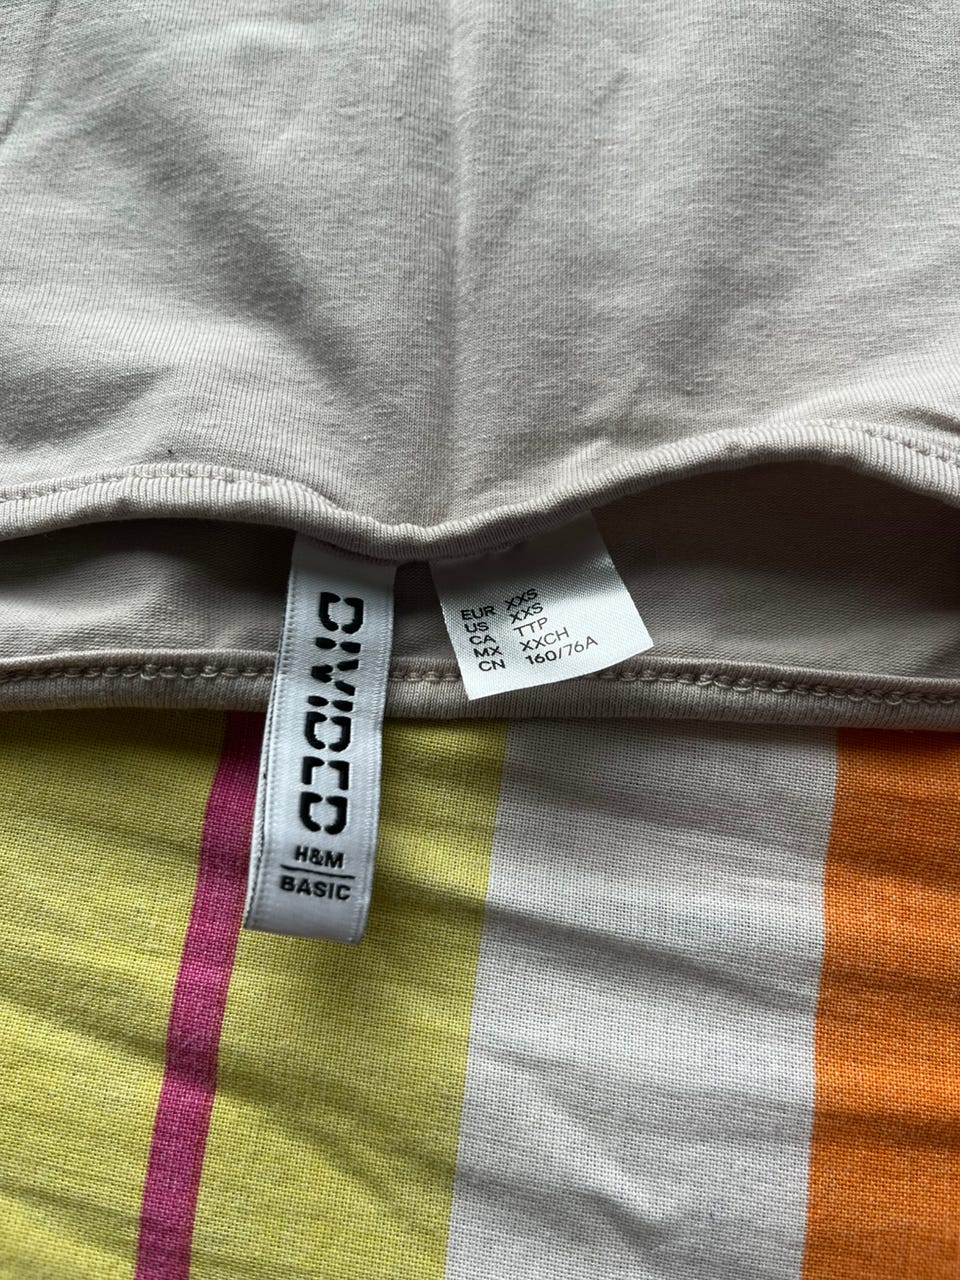 DIVIDED
H&M
BASIC
EUR XXS
US XXS
CA TTP
MX XXCH
CN 160/76A